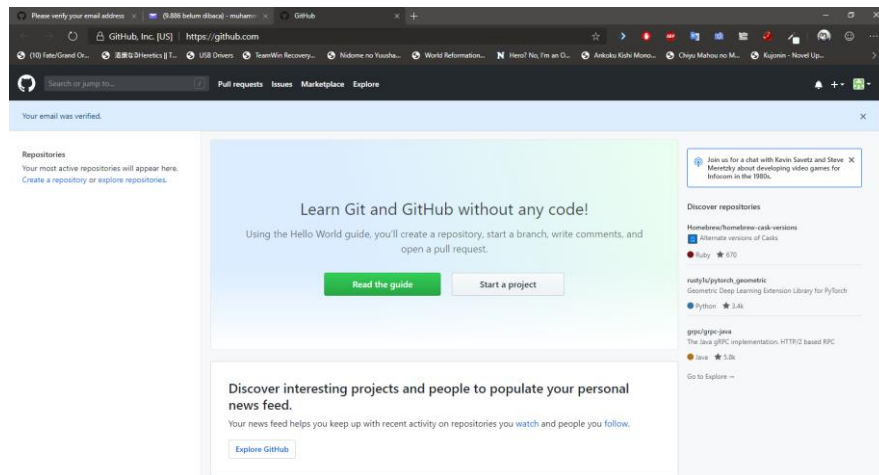 Please verify your email address
(9.886 belum dibaca) - muhamm
GitHub
GitHub, Inc. [US] | https://github.com
(10) Fate/Grand Or...
Heretics || T...
USB Drivers
TeamWin Recovery...
Nidome no Yuusha...
World Reformation...
Hero? No, I'm an O...
Ankoku Kishi Mono...
Chiyu Mahou no M...
Kujonin - Novel Up...
Search or jump to...
Pull requests Issues Marketplace Explore
Your email was verified.
Repositories
Your most active repositories will appear here.
Create a repository or explore repositories.
Learn Git and GitHub without any code!
Using the Hello World guide, you'll create a repository, start a branch, write comments, and
open a pull request.
Read the guide
Start a project
Discover interesting projects and people to populate your personal
news feed.
Your news feed helps you keep up with recent activity on repositories you watch and people you follow.
Explore GitHub
Join us for a chat with Kevin Savetz and Steve
Meretzky about developing video games for
Infocom in the 1980s.
Discover repositories
Homebrew/homebrew-cask-versions
Alternate versions of Casks
Ruby 670
rusty1s/pytorch_geometric
Geometric Deep Learning Extension Library for PyTorch
Python 3.4k
grpc/grpc-java
The Java gRPC implementation. HTTP/2 based RPC
Java 5.8k
Go to Explore →